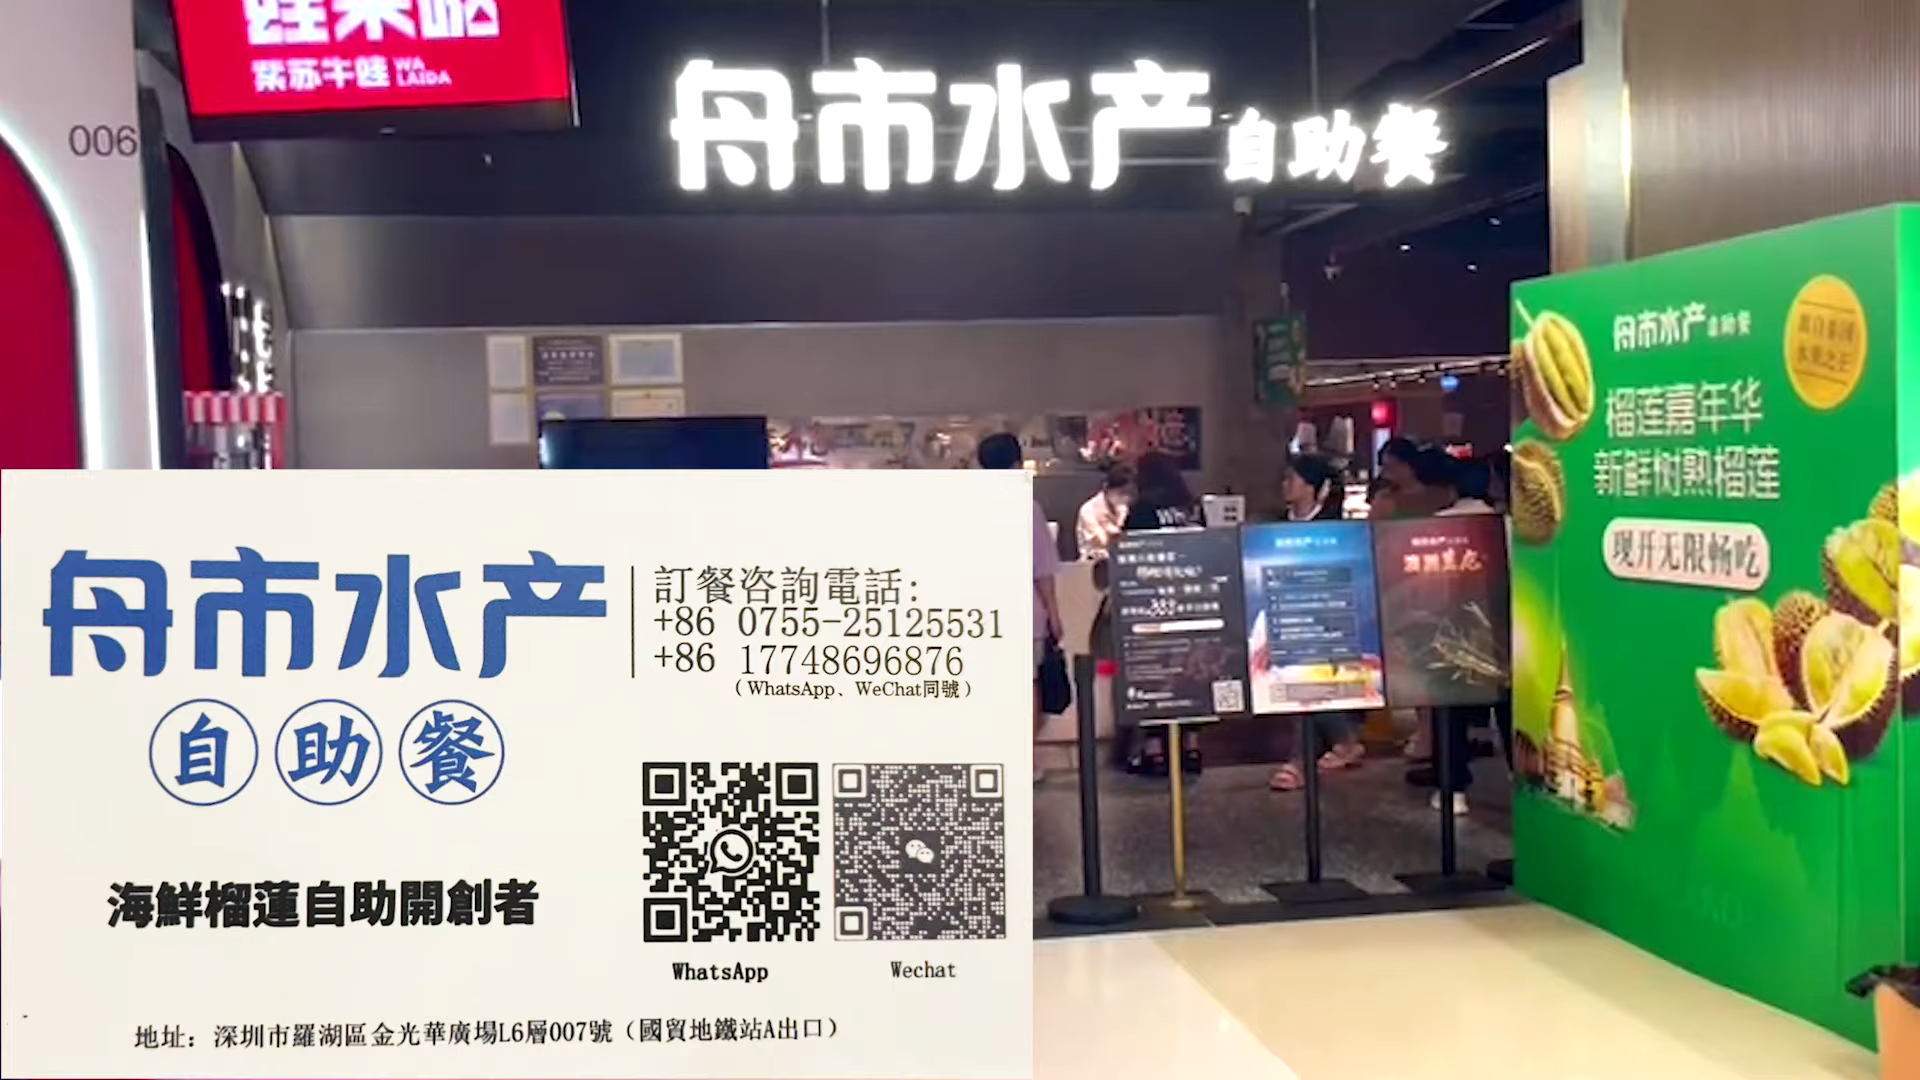 紫苏牛蛙 WA LAIDA
006
舟市水产自助餐
舟市水产自助餐
榴莲嘉年华
新鲜树熟榴莲
现开无限畅吃
舟市水产
自助餐
訂餐咨詢電話:
+86 0755-25125531
+86 17748696876
(WhatsApp、WeChat同號)
海鮮榴蓮自助開創者
WhatsApp
Wechat
地址：深圳市羅湖區金光華廣場L6層007號（國貿地鐵站A出口）